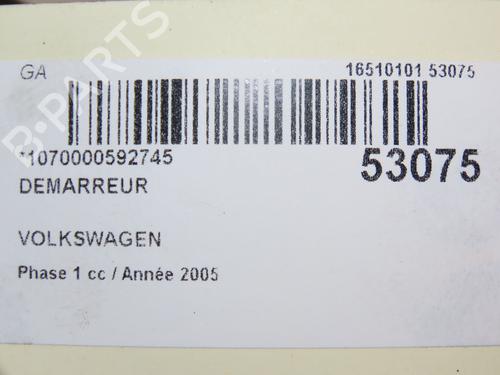 GA
16510101 53075
*1070000592745
53075
DEMARREUR
VOLKSWAGEN
Phase 1 cc / Année 2005
B-PARTS